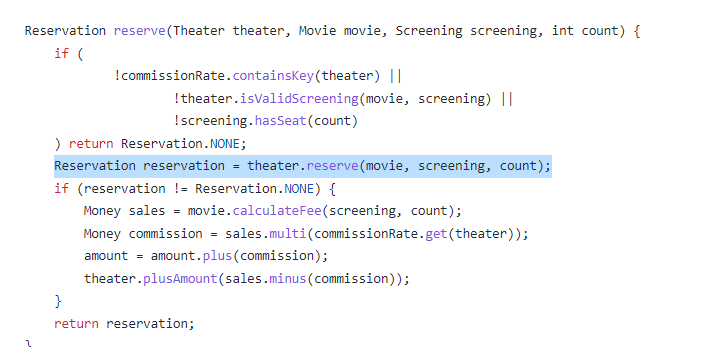 Reservation reserve(Theater theater, Movie movie, Screening screening, int count) {
if (
!commissionRate.containsKey(theater) ||
!theater.isValidScreening(movie, screening) ||
!screening.hasSeat(count)
) return Reservation.NONE;
Reservation reservation = theater.reserve(movie, screening, count);
if (reservation != Reservation.NONE) {
Money sales = movie.calculateFee(screening, count);
Money commission = sales.multi(commissionRate.get(theater));
amount = amount.plus(commission);
theater.plusAmount(sales.minus(commission));
}
return reservation;
}